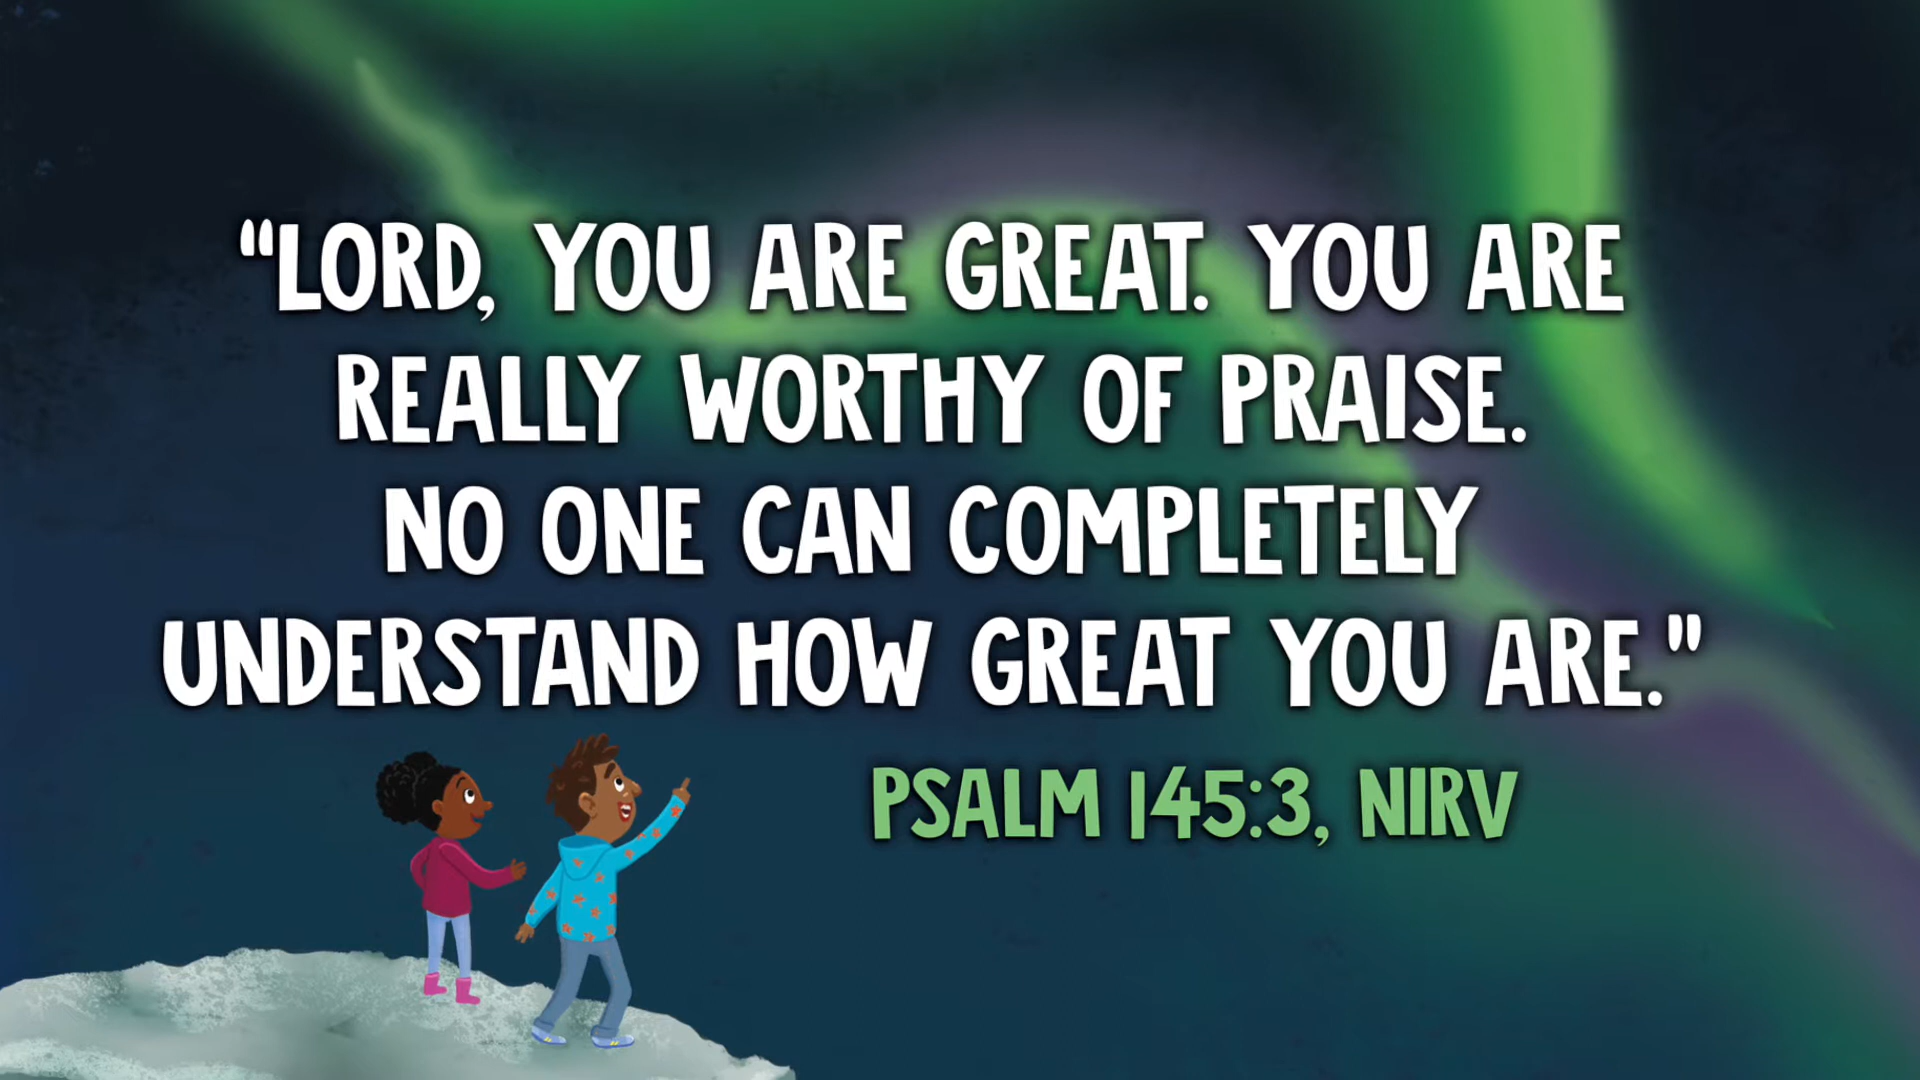 “LORD, YOU ARE GREAT. YOU ARE
REALLY WORTHY OF PRAISE.
NO ONE CAN COMPLETELY
UNDERSTAND HOW GREAT YOU ARE."
PSALM 145:3, NIRV